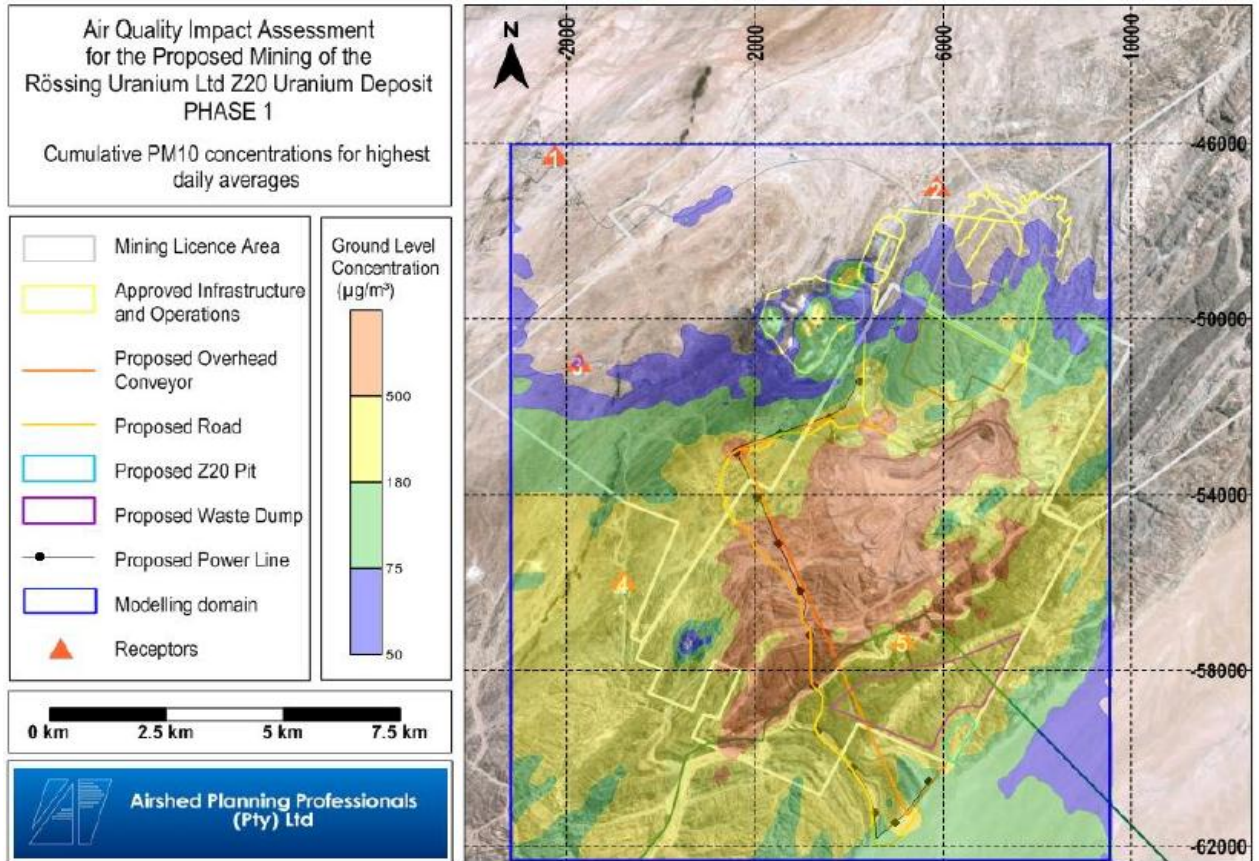 Air Quality Impact Assessment
for the Proposed Mining of the
Rössing Uranium Ltd Z20 Uranium Deposit
PHASE 1
Cumulative PM10 concentrations for highest
daily averages
Mining Licence Area
Approved Infrastructure
and Operations
Proposed Overhead
Conveyor
Proposed Road
Proposed Z20 Pit
Proposed Waste Dump
Proposed Power Line
Modelling domain
Receptors
Ground Level
Concentration
(µg/m³)
500
180
75
50
0 km 2.5 km 5 km 7.5 km
Airshed Planning Professionals
(Pty) Ltd
N
-2000
2000
6000
10000
-46000
-50000
-54000
-58000
-62000
1
2
3
4
5